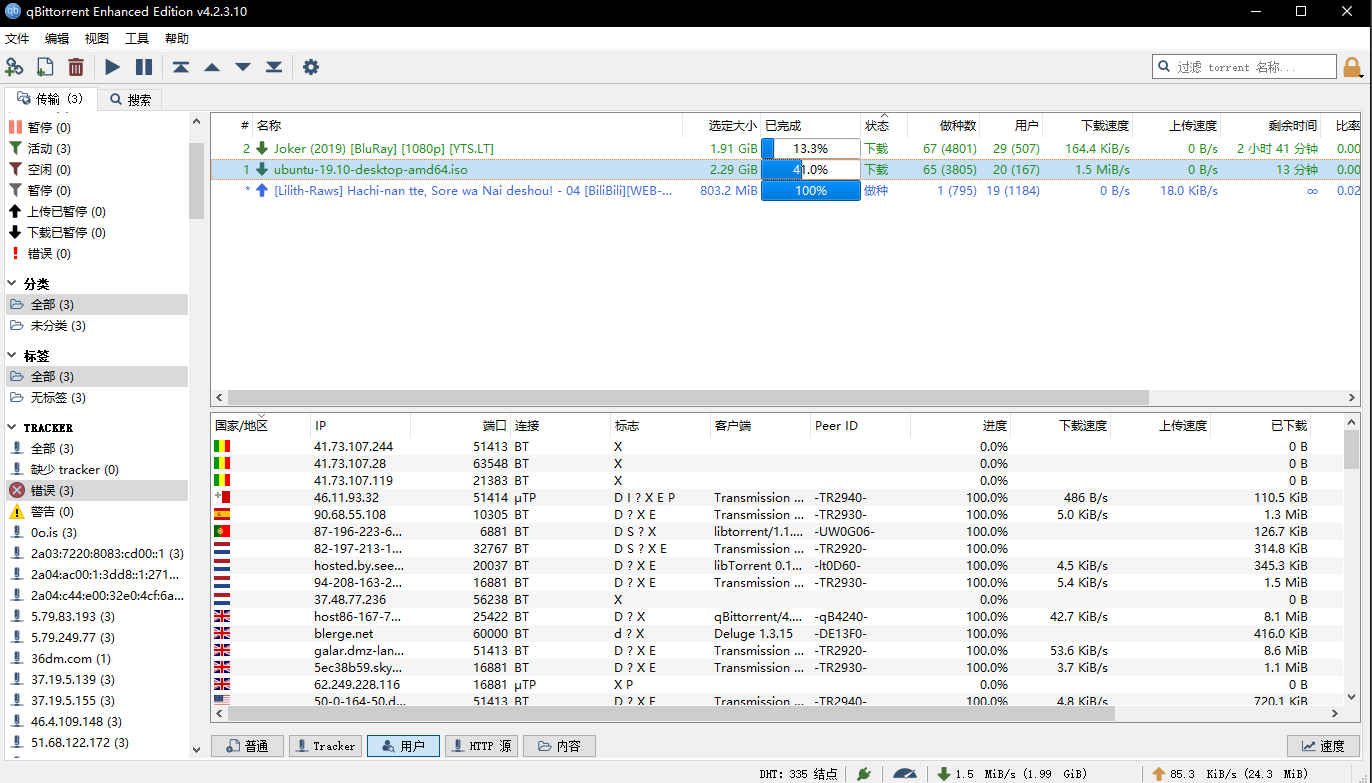 qBittorrent Enhanced Edition v4.2.3.10
文件 编辑 视图 工具 帮助
过滤 torrent 名称...
传输 (3) 搜索
暂停 (0)
活动 (3)
空闲 (0)
暂停 (0)
上传已暂停 (0)
下载已暂停 (0)
错误 (0)
分类
全部 (3)
未分类 (3)
标签
全部 (3)
无标签 (3)
TRACKER
全部 (3)
缺少 tracker (0)
错误 (3)
警告 (0)
0o.is (3)
2a03:7220:8083:cd00::1 (3)
2a04:ac00:1:3dd8::1:271...
2a04:c44:e00:32e0:4cf:6a...
5.79.83.193 (3)
5.79.249.77 (3)
36dm.com (1)
37.19.5.139 (3)
37.19.5.155 (3)
46.4.109.148 (3)
51.68.122.172 (3)
# 名称 选定大小 已完成 状态 做种数 用户 下载速度 上传速度 剩余时间 比率
2 Joker (2019) [BluRay] [1080p] [YTS.LT] 1.91 GiB 13.3% 下载 67 (4801) 29 (507) 164.4 KiB/s 0 B/s 2 小时 41 分钟 0.00
1 ubuntu-19.10-desktop-amd64.iso 2.29 GiB 41.0% 下载 65 (3805) 20 (167) 1.5 MiB/s 0 B/s 13 分钟 0.00
* [Lilith-Raws] Hachi-nan tte, Sore wa Nai deshou! - 04 [BiliBili][WEB-... 803.2 MiB 100% 做种 1 (795) 19 (1184) 0 B/s 18.0 KiB/s ∞ 0.02
国家/地区 IP 端口 连接 标志 客户端 Peer ID 进度 下载速度 上传速度 已下载
41.73.107.244 51413 BT X 0.0% 0 B
41.73.107.28 63548 BT X 0.0% 0 B
41.73.107.119 21383 BT X 0.0% 0 B
46.11.93.32 51414 μTP D I ? X E P Transmission ... -TR2940- 100.0% 486 B/s 110.5 KiB
90.68.55.108 10305 BT D ? X E Transmission ... -TR2930- 100.0% 5.0 KiB/s 1.3 MiB
87-196-223-6... 6881 BT D S ? X libtorrent/1.1.... -UW0G06- 100.0% 126.7 KiB
82-197-213-1... 32767 BT D S ? X E Transmission ... -TR2920- 100.0% 314.8 KiB
hosted.by.see... 20037 BT D ? X E libTorrent 0.1... -lt0D60- 100.0% 4.5 KiB/s 345.3 KiB
94-208-163-2... 16881 BT D ? X E Transmission ... -TR2930- 100.0% 5.4 KiB/s 1.5 MiB
37.48.77.236 56238 BT X 0.0% 0 B
host86-167-7... 25422 BT D ? X qBittorrent/4.... -qB4240- 100.0% 42.7 KiB/s 8.1 MiB
blerge.net 60000 BT d ? X Deluge 1.3.15 -DE13F0- 100.0% 416.0 KiB
galar.dmz-lan... 51413 BT D ? X E Transmission ... -TR2920- 100.0% 53.6 KiB/s 8.6 MiB
5ec38b59.sky... 16881 BT D ? X E Transmission ... -TR2930- 100.0% 3.7 KiB/s 1.1 MiB
62.249.228.116 16881 μTP X P 0.0% 0 B
50-0-164-50.d... 51413 BT D ? X E Transmission ... -TR2940- 100.0% 4.8 KiB/s 720.1 KiB
普通 Tracker 用户 HTTP 源 内容 速度
DHT: 335 结点 1.5 MiB/s (1.99 GiB) 85.3 KiB/s (24.3 MiB)